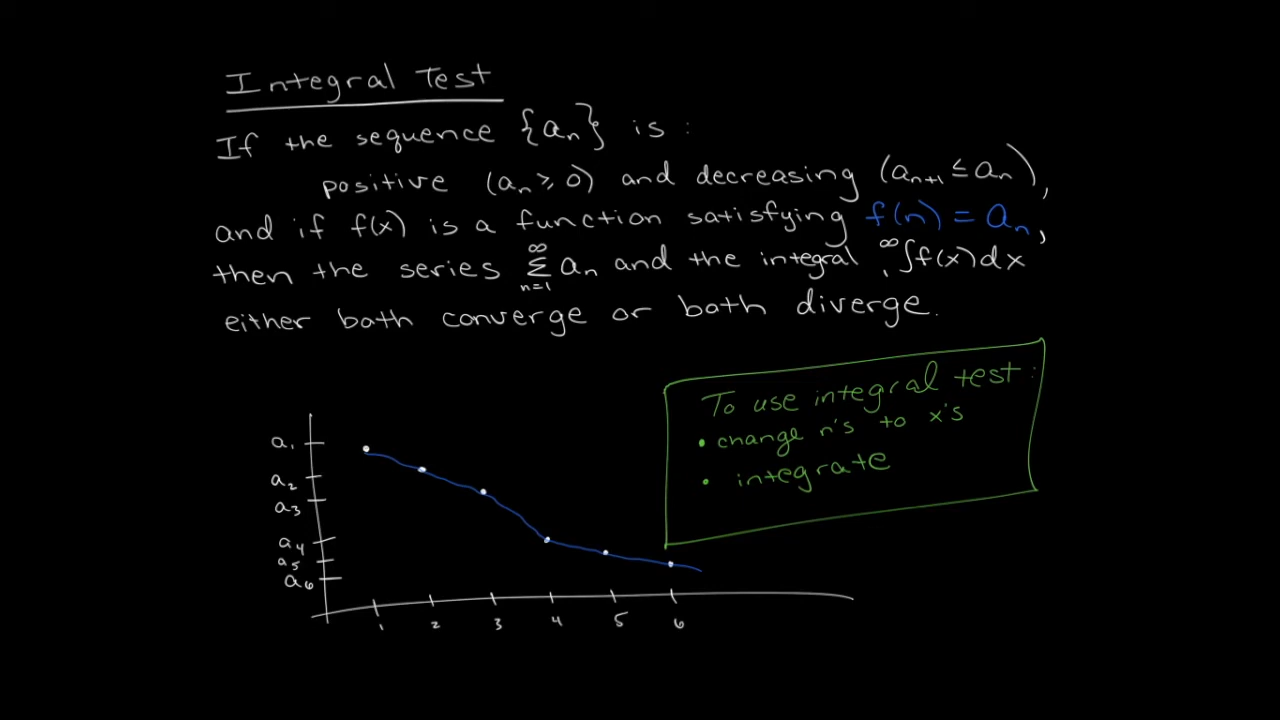 Integral Test
If the sequence {aₙ} is:
positive (aₙ ≥ 0) and decreasing (aₙ₊₁ ≤ aₙ),
and if f(x) is a function satisfying f(n) = aₙ,
then the series ∑ₙ₌₁^∞ aₙ and the integral ₁^∞∫f(x)dx
either both converge or both diverge.
To use integral test:
• change n's to x's
• integrate
a₁
a₂
a₃
a₄
a₅
a₆
1 2 3 4 5 6